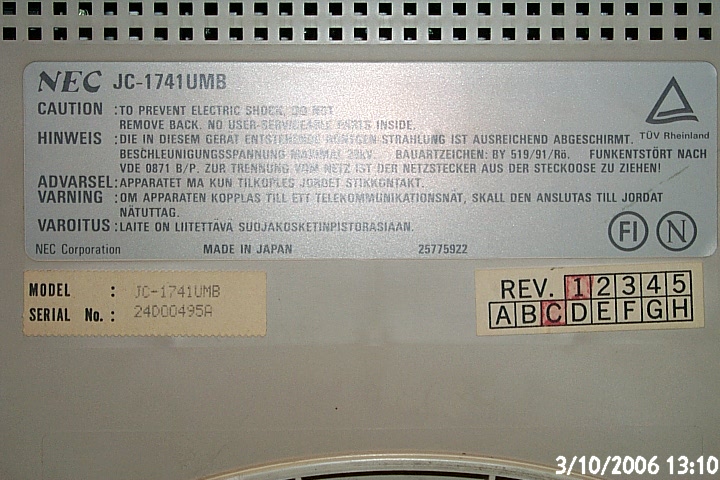 NEC JC-1741UMB
CAUTION : TO PREVENT ELECTRIC SHOCK, DO NOT
REMOVE BACK. NO USER-SERVICEABLE PARTS INSIDE.
HINWEIS : DIE IN DIESEM GERÄT ENTSTEHENDE RÖNTGEN-STRAHLUNG IST AUSREICHEND ABGESCHIRMT.
BESCHLEUNIGUNGSSPANNUNG MAXIMAL kV. BAUARTZEICHEN: BY 519/91/Rö. FUNKENTSTÖRT NACH
VDE 0871 B/P. ZUR TRENNUNG VOM NETZ IST DER NETZSTECKER AUS DER STECKDOSE ZU ZIEHEN!
ADVARSEL: APPARATET MA KUN TILKOPLES JORDET STIKKONTAKT.
VARNING : OM APPARATEN KOPPLAS TILL ETT TELEKOMMUNIKATIONSNÄT, SKALL DEN ANSLUTAS TILL JORDAT
NÄTUTTAG.
VAROITUS : LAITE ON LIITETTÄVÄ SUOJAKOSKETINPISTORASIAAN.
NEC Corporation MADE IN JAPAN 25775922
TÜV Rheinland
FI N
MODEL : JC-1741UMB
SERIAL No. : 24D00495A
REV. 1 2 3 4 5
A B C D E F G H
3/10/2006 13:10